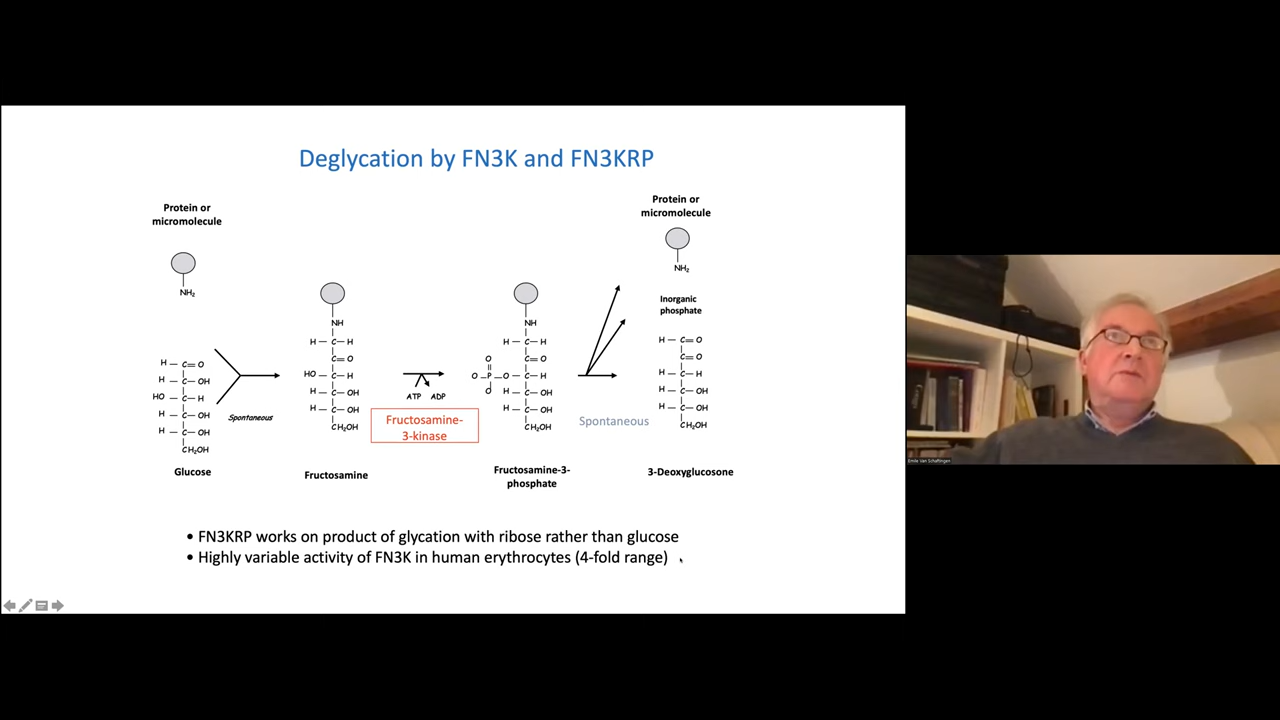 Deglycation by FN3K and FN3KRP
Protein or
micromolecule
NH₂
H — C = O
H — C — OH
HO — C — H
H — C — OH
H — C — OH
CH₂OH
Glucose
Spontaneous
NH
H — C — H
C = O
HO — C — H
H — C — OH
H — C — OH
CH₂OH
Fructosamine
ATP ADP
Fructosamine-
3-kinase
NH
H — C — H
O C = O
O — P — O — C — H
O H — C — OH
H — C — OH
CH₂OH
Fructosamine-3-
phosphate
Spontaneous
Protein or
micromolecule
NH₂
Inorganic
phosphate
H — C = O
C = O
H — C — H
H — C — OH
H — C — OH
CH₂OH
3-Deoxyglucosone
• FN3KRP works on product of glycation with ribose rather than glucose
• Highly variable activity of FN3K in human erythrocytes (4-fold range)
Emile Van Schaftingen